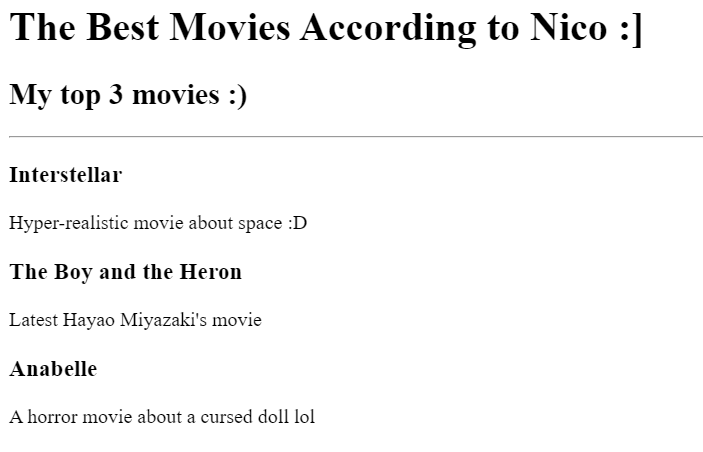 The Best Movies According to Nico :]
My top 3 movies :)
Interstellar
Hyper-realistic movie about space :D
The Boy and the Heron
Latest Hayao Miyazaki's movie
Anabelle
A horror movie about a cursed doll lol